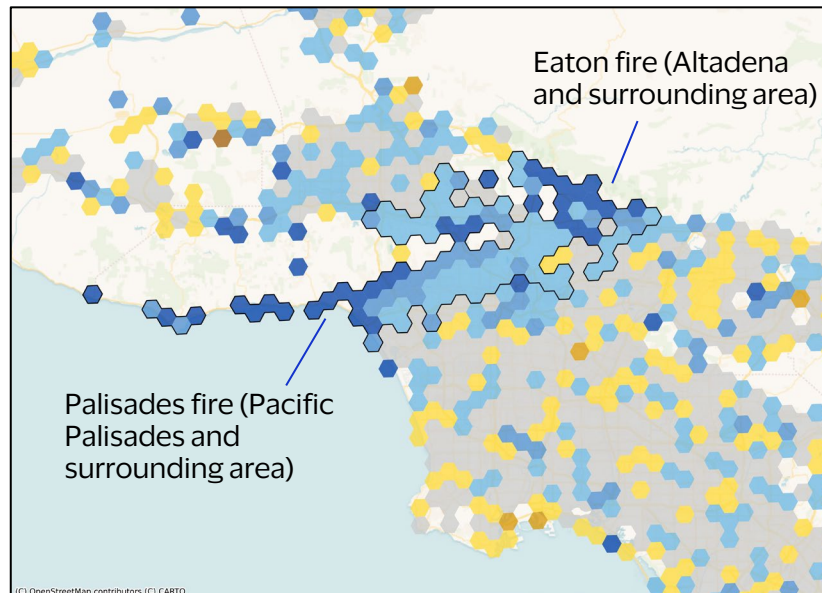 Eaton fire (Altadena
and surrounding area)
Palisades fire (Pacific
Palisades and
surrounding area)
(C) OpenStreetMap contributors (C) CARTO